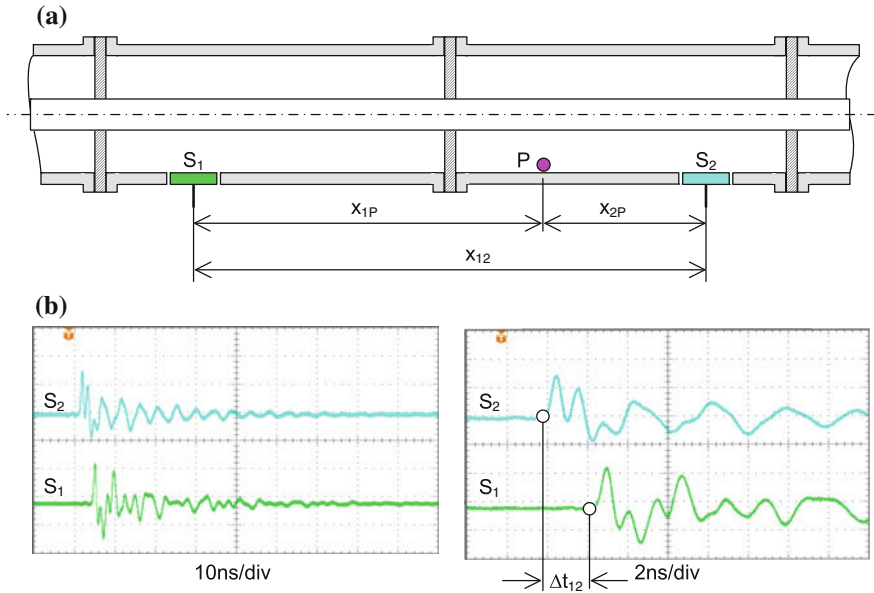 (a)
S1 P S2
x1P x2P
x12
(b)
T T
S2 S2
S1 S1
10ns/div Δt12 2ns/div